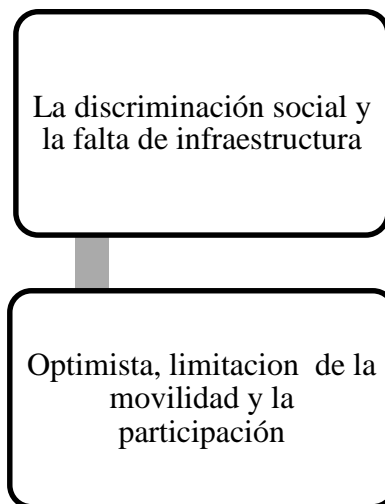 La discriminación social y
la falta de infraestructura
Optimista, limitacion  de la
movilidad y la
participación